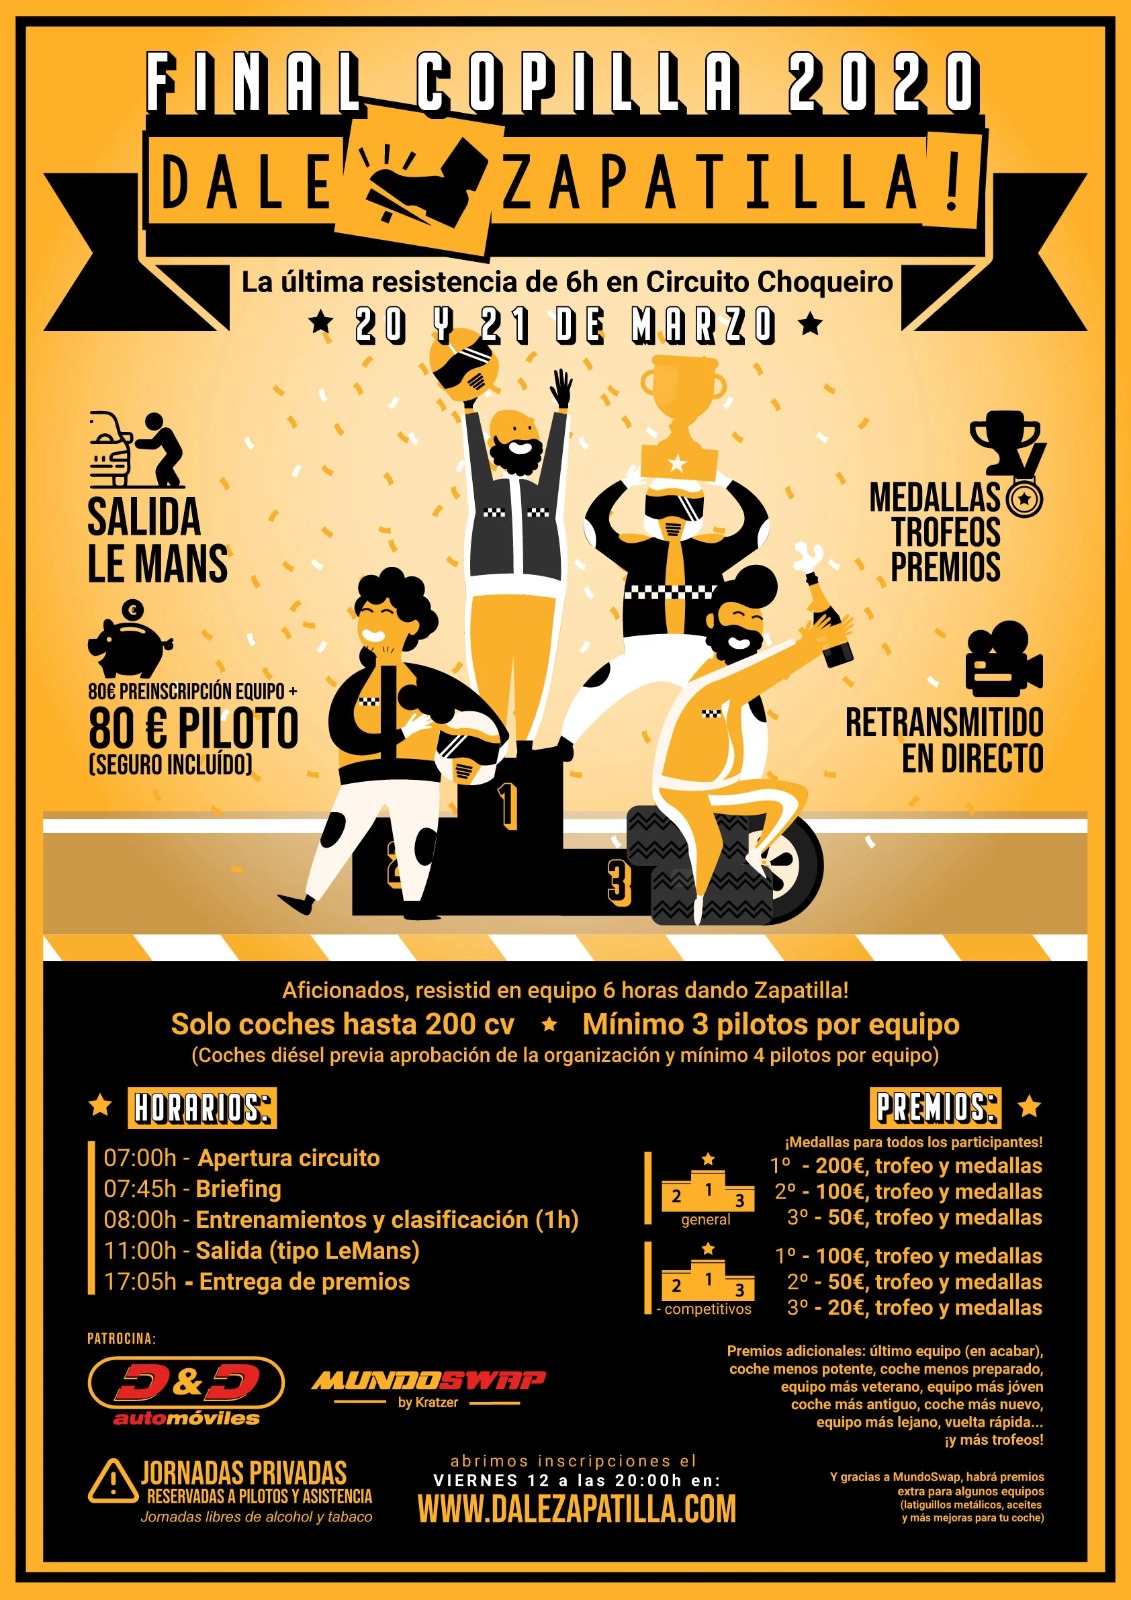 FINAL COPILLA 2020
DALE ZAPATILLA!
La última resistencia de 6h en Circuito Choqueiro
20 Y 21 DE MARZO
SALIDA
LE MANS
€
80€ PREINSCRIPCIÓN EQUIPO +
80 € PILOTO
(SEGURO INCLUÍDO)
MEDALLAS
TROFEOS
PREMIOS
RETRANSMITIDO
EN DIRECTO
1
2
3
Aficionados, resistid en equipo 6 horas dando Zapatilla!
Solo coches hasta 200 cv ★ Mínimo 3 pilotos por equipo
(Coches diésel previa aprobación de la organización y mínimo 4 pilotos por equipo)
HORARIOS:
07:00h - Apertura circuito
07:45h - Briefing
08:00h - Entrenamientos y clasificación (1h)
11:00h - Salida (tipo LeMans)
17:05h - Entrega de premios
PREMIOS:
¡Medallas para todos los participantes!
2 1 3
general
1º - 200€, trofeo y medallas
2º - 100€, trofeo y medallas
3º - 50€, trofeo y medallas
2 1 3
- competitivos
1º - 100€, trofeo y medallas
2º - 50€, trofeo y medallas
3º - 20€, trofeo y medallas
Premios adicionales: último equipo (en acabar),
coche menos potente, coche menos preparado,
equipo más veterano, equipo más jóven
coche más antiguo, coche más nuevo,
equipo más lejano, vuelta rápida...
¡y más trofeos!
Y gracias a MundoSwap, habrá premios
extra para algunos equipos
(latiguillos metálicos, aceites
y más mejoras para tu coche)
PATROCINA:
D&D
automóviles
MUNDOSWAP
by Kratzer
JORNADAS PRIVADAS
RESERVADAS A PILOTOS Y ASISTENCIA
Jornadas libres de alcohol y tabaco
abrimos inscripciones el
VIERNES 12 a las 20:00h en:
WWW.DALEZAPATILLA.COM